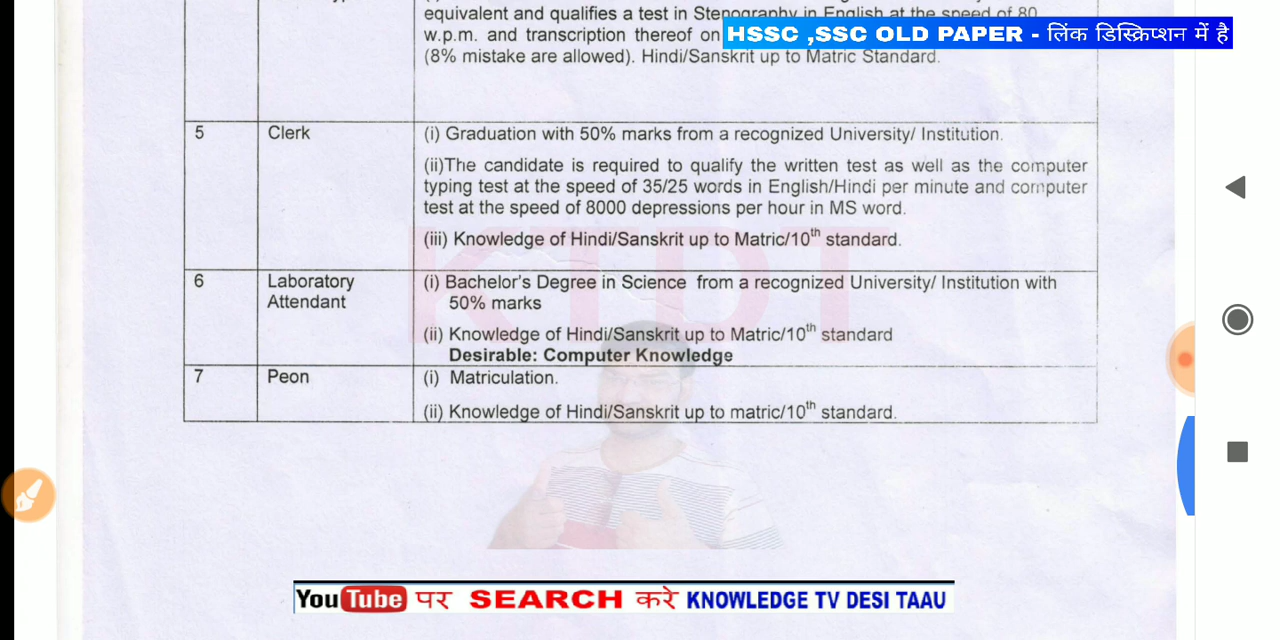 equivalent and qualifies a test in Stenography in English at the speed of 80
w.p.m. and transcription thereof on
HSSC ,SSC OLD PAPER - लिंक डिस्क्रिप्शन में है
(8% mistake are allowed). Hindi/Sanskrit up to Matric Standard.
5 Clerk (i) Graduation with 50% marks from a recognized University/ Institution.
(ii)The candidate is required to qualify the written test as well as the computer
typing test at the speed of 35/25 words in English/Hindi per minute and computer
test at the speed of 8000 depressions per hour in MS word.
(iii) Knowledge of Hindi/Sanskrit up to Matric/10th standard.
6 Laboratory (i) Bachelor's Degree in Science from a recognized University/ Institution with
Attendant 50% marks
(ii) Knowledge of Hindi/Sanskrit up to Matric/10th standard
Desirable: Computer Knowledge
7 Peon (i) Matriculation.
(ii) Knowledge of Hindi/Sanskrit up to matric/10th standard.
KTDT
YouTube पर SEARCH करे KNOWLEDGE TV DESI TAAU